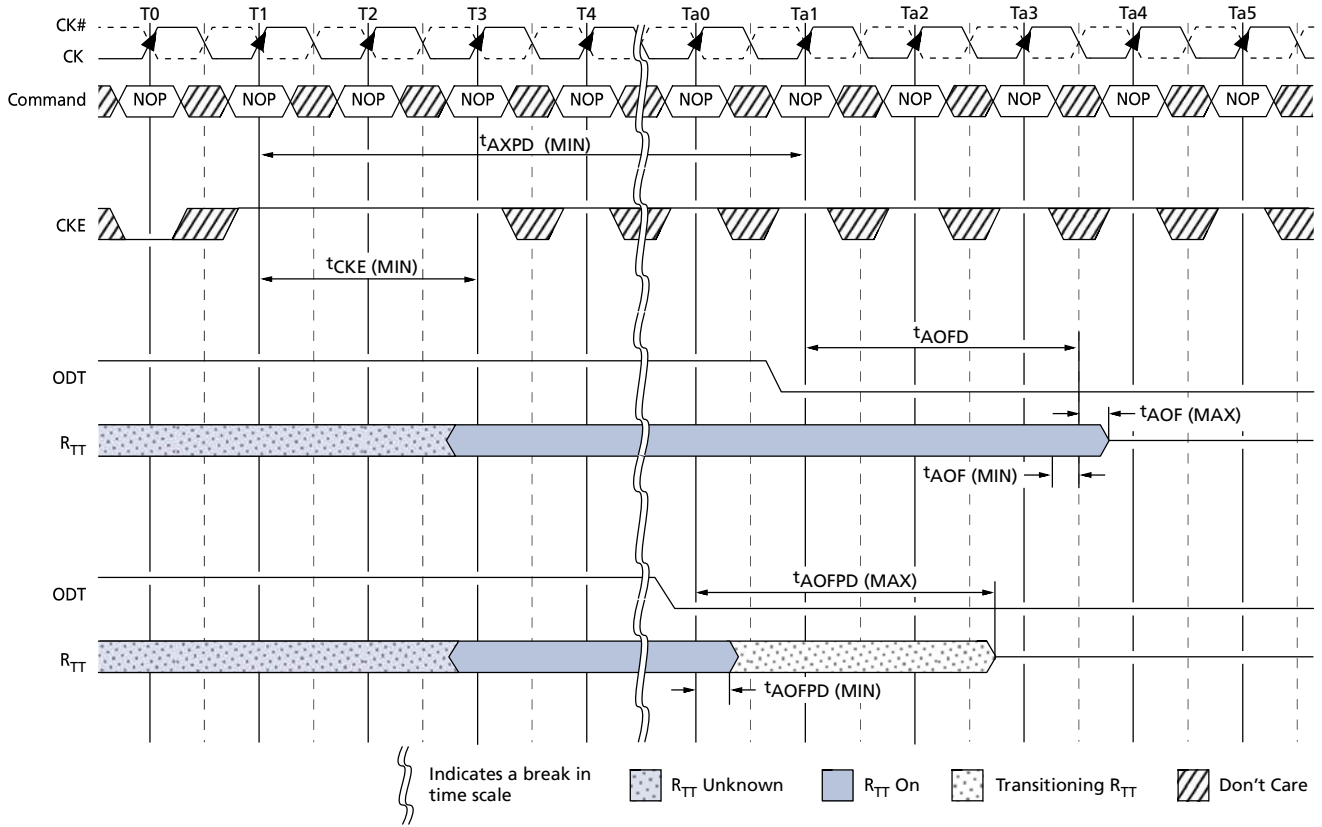 T0 T1 T2 T3 T4 Ta0 Ta1 Ta2 Ta3 Ta4 Ta5
CK#
CK
Command NOP NOP NOP NOP NOP NOP NOP NOP NOP NOP NOP
tAXPD (MIN)
CKE
tCKE (MIN)
tAOFD
ODT
tAOF (MAX)
RTT
tAOF (MIN)
tAOFPD (MAX)
ODT
RTT
tAOFPD (MIN)
Indicates a break in
time scale
RTT Unknown
RTT On
Transitioning RTT
Don't Care